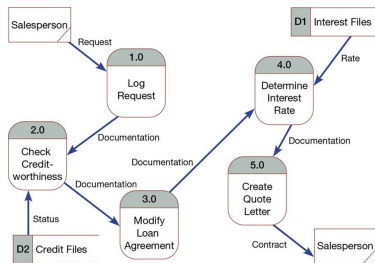 Salesperson
Request
1.0
Log
Request
D1 Interest Files
Rate
4.0
Determine
Interest
Rate
2.0
Check
Credit-
worthiness
Documentation
Documentation
Documentation
Documentation
3.0
Modify
Loan
Agreement
5.0
Create
Quote
Letter
Status
D2 Credit Files
Contract
Salesperson